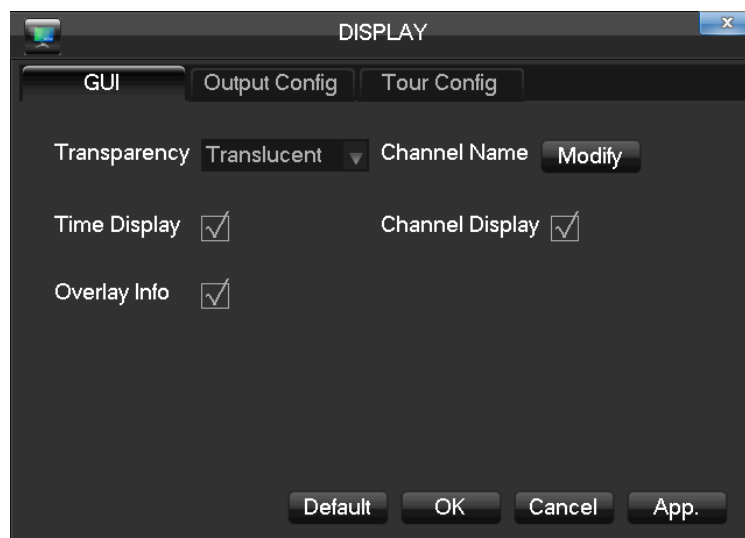 DISPLAY
GUI Output Config Tour Config
Transparency Translucent Channel Name Modify
Time Display Channel Display
Overlay Info
Default OK Cancel App.